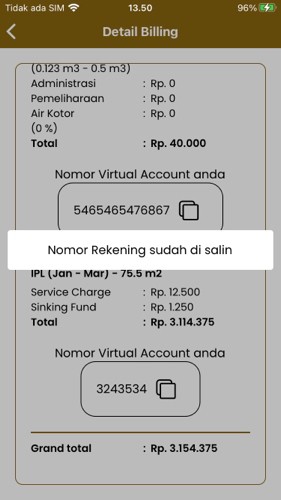 Tidak ada SIM 13.50 96%
Detail Billing
(0.123 m3 - 0.5 m3)
Administrasi : Rp. 0
Pemeliharaan : Rp. 0
Air Kotor : Rp. 0
(0 %)
Total : Rp. 40.000
Nomor Virtual Account anda
5465465476867
Nomor Rekening sudah di salin
IPL (Jan - Mar) - 75.5 m2
Service Charge : Rp. 12.500
Sinking Fund : Rp. 1.250
Total : Rp. 3.114.375
Nomor Virtual Account anda
3243534
Grand total : Rp. 3.154.375